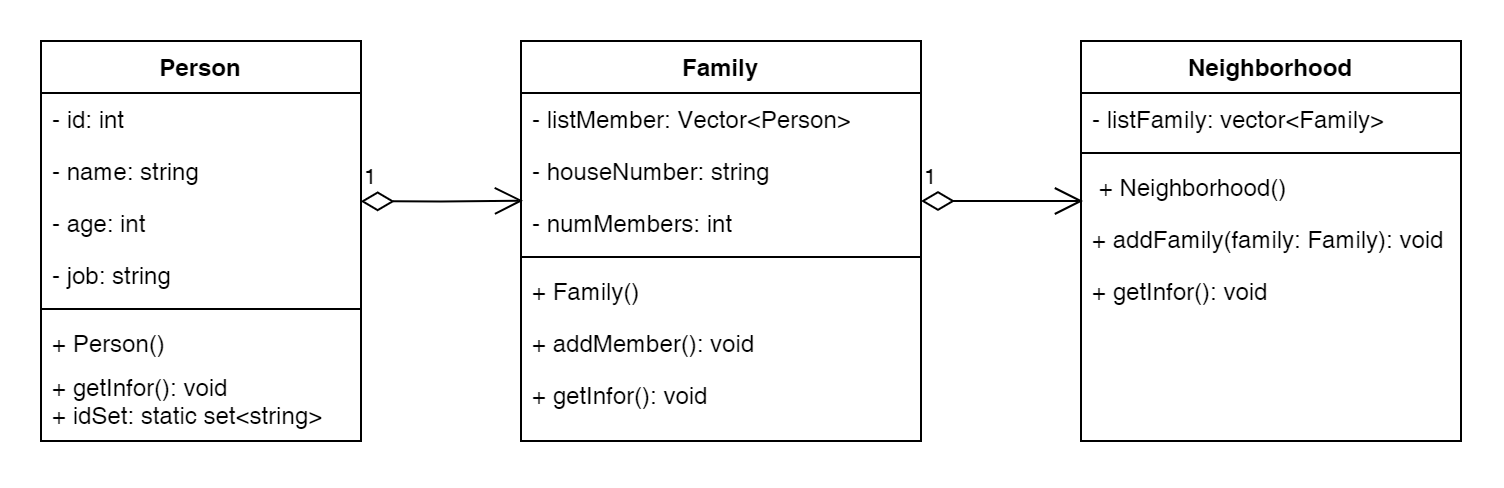 Person
- id: int
- name: string
- age: int
- job: string
+ Person()
+ getInfor(): void
+ idSet: static set<string>
1
Family
- listMember: Vector<Person>
- houseNumber: string
- numMembers: int
+ Family()
+ addMember(): void
+ getInfor(): void
1
Neighborhood
- listFamily: vector<Family>
+ Neighborhood()
+ addFamily(family: Family): void
+ getInfor(): void